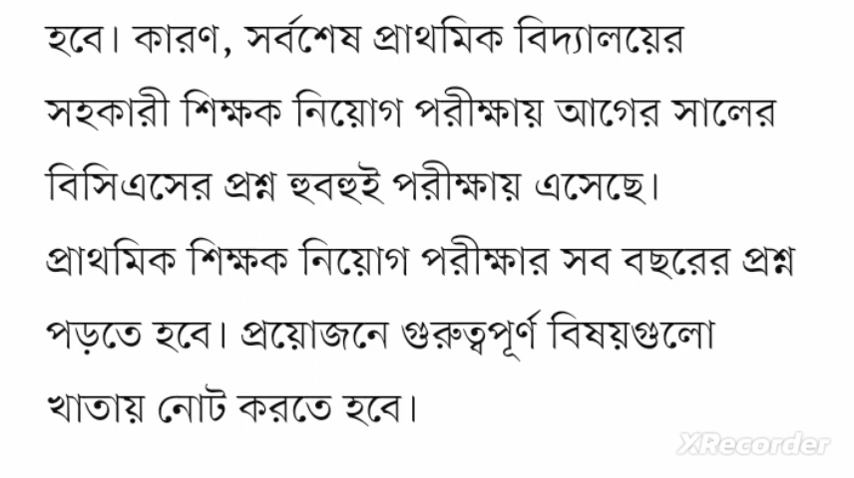 হবে। কারণ, সর্বশেষ প্রাথমিক বিদ্যালয়ের
সহকারী শিক্ষক নিয়োগ পরীক্ষায় আগের সালের
বিসিএসের প্রশ্ন হুবহুই পরীক্ষায় এসেছে।
প্রাথমিক শিক্ষক নিয়োগ পরীক্ষার সব বছরের প্রশ্ন
পড়তে হবে। প্রয়োজনে গুরুত্বপূর্ণ বিষয়গুলো
খাতায় নোট করতে হবে।
XRecorder